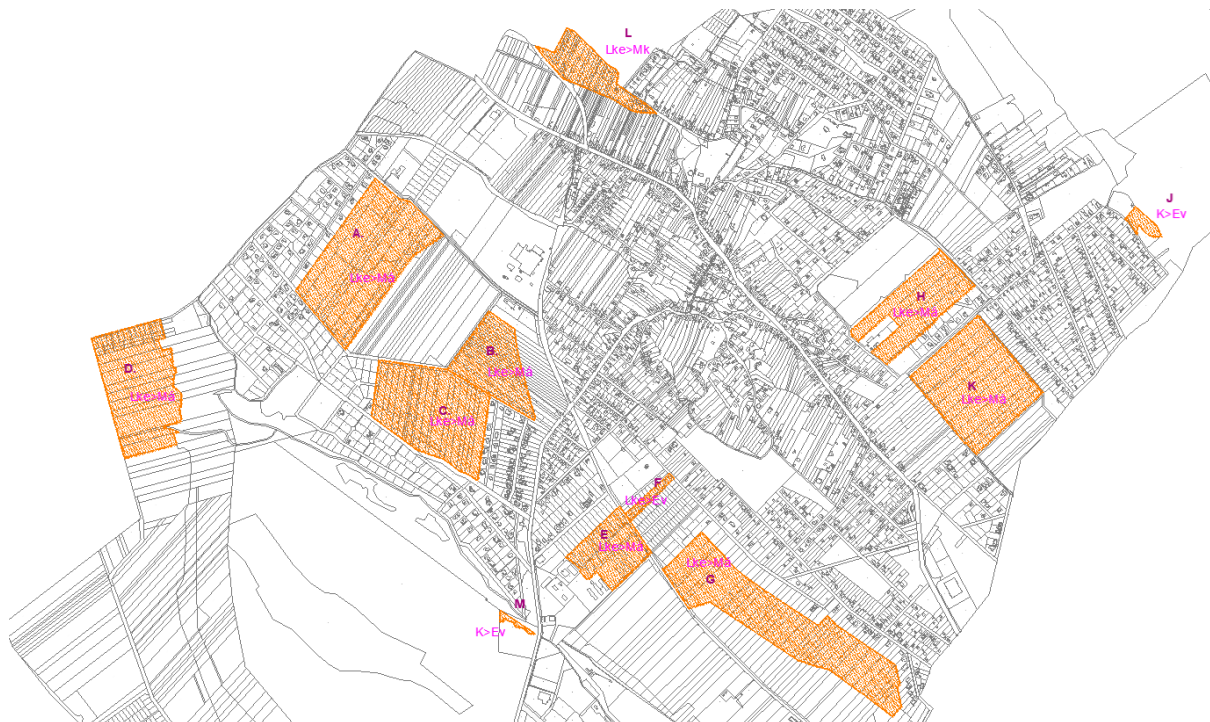 L
Lke>Mk
J
K>Ev
A.
Lke>Má
H
Lke>Má
B.
Lke>Má
D.
Lke>Má
K
Lke>Má
C.
Lke>Má
F
Lke>Ev
E
Lke>Má
Lke>Má
G
M
K>Ev